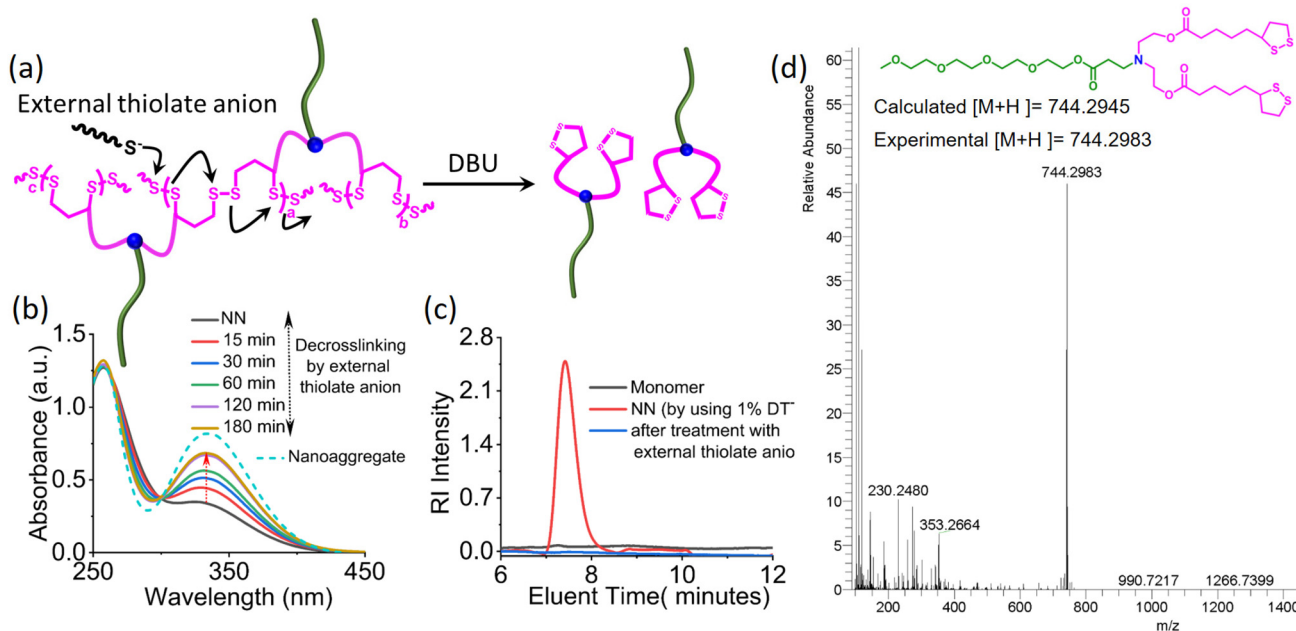 (a)
External thiolate anion
S⁻
S
c
S
S
S
S
S
S
S
S
S
a
S
S
S
S
b
DBU
S
S
S
S
S
S
S
S
(b)
1.5
1.0
0.5
0.0
Absorbance (a.u.)
250 300 350 400 450
Wavelength (nm)
NN
15 min
30 min
60 min
120 min
180 min
Decrosslinking
by external
thiolate anion
Nanoaggregate
(c)
2.8
2.1
1.4
0.7
0.0
RI Intensity
6 8 10 12
Eluent Time( minutes)
Monomer
NN (by using 1% DT⁻
after treatment with
external thiolate anio
(d)
O
O
O
O
O
O
N
O
O
S
S
O
O
S
S
Calculated [M+H ]= 744.2945
Experimental [M+H ]= 744.2983
744.2983
230.2480
353.2664
990.7217
1266.7399
60
55
50
45
40
35
30
25
20
15
10
5
0
Relative Abundance
200 400 600 800 1000 1200 1400
m/z